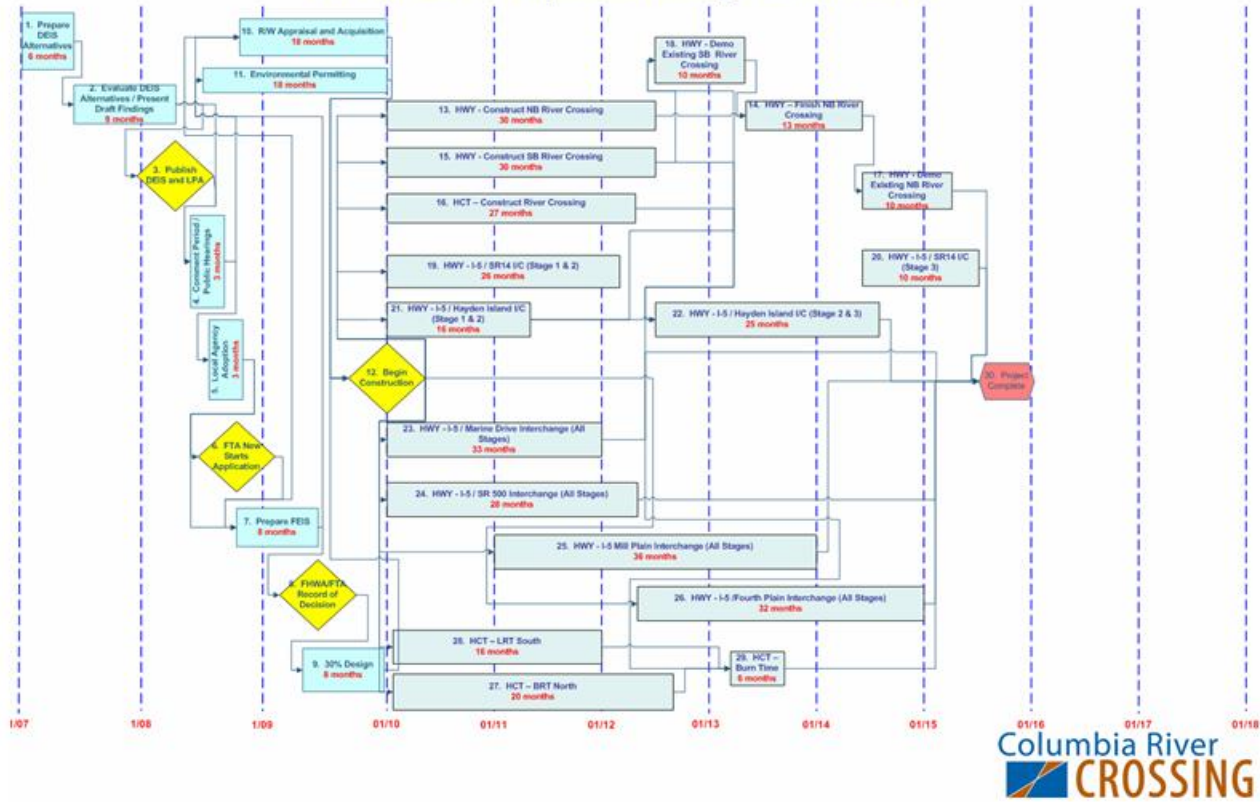 1. Prepare
DEIS
Alternatives
6 months
2. Evaluate DEIS
Alternatives / Present
Draft Findings
9 months
3. Publish
DEIS and LPA
4. Comment Period /
Public Hearings
3 months
5. Local Agency
Adoption
3 months
6. FTA New
Starts
Application
7. Prepare FEIS
8 months
8. FHWA/FTA
Record of
Decision
9. 30% Design
8 months
10. R/W Appraisal and Acquisition
18 months
11. Environmental Permitting
18 months
12. Begin
Construction
13. HWY - Construct NB River Crossing
30 months
14. HWY – Finish NB River
Crossing
13 months
15. HWY - Construct SB River Crossing
30 months
16. HCT – Construct River Crossing
27 months
17. HWY - Demo
Existing NB River
Crossing
10 months
18. HWY - Demo
Existing SB River
Crossing
10 months
19. HWY - I-5 / SR14 I/C (Stage 1 & 2)
26 months
20. HWY - I-5 / SR14 I/C
(Stage 3)
10 months
21. HWY - I-5 / Hayden Island I/C
(Stage 1 & 2)
16 months
22. HWY - I-5 / Hayden Island I/C (Stage 2 & 3)
25 months
23. HWY - I-5 / Marine Drive Interchange (All
Stages)
33 months
24. HWY - I-5 / SR 500 Interchange (All Stages)
28 months
25. HWY - I-5 Mill Plain Interchange (All Stages)
36 months
26. HWY - I-5 /Fourth Plain Interchange (All Stages)
32 months
28. HCT – LRT South
16 months
27. HCT – BRT North
20 months
29. HCT –
Burn Time
6 months
30. Project
Complete
1/07 1/08 1/09 01/10 01/11 01/12 01/13 01/14 01/15 01/16 01/17 01/18
Columbia River
CROSSING